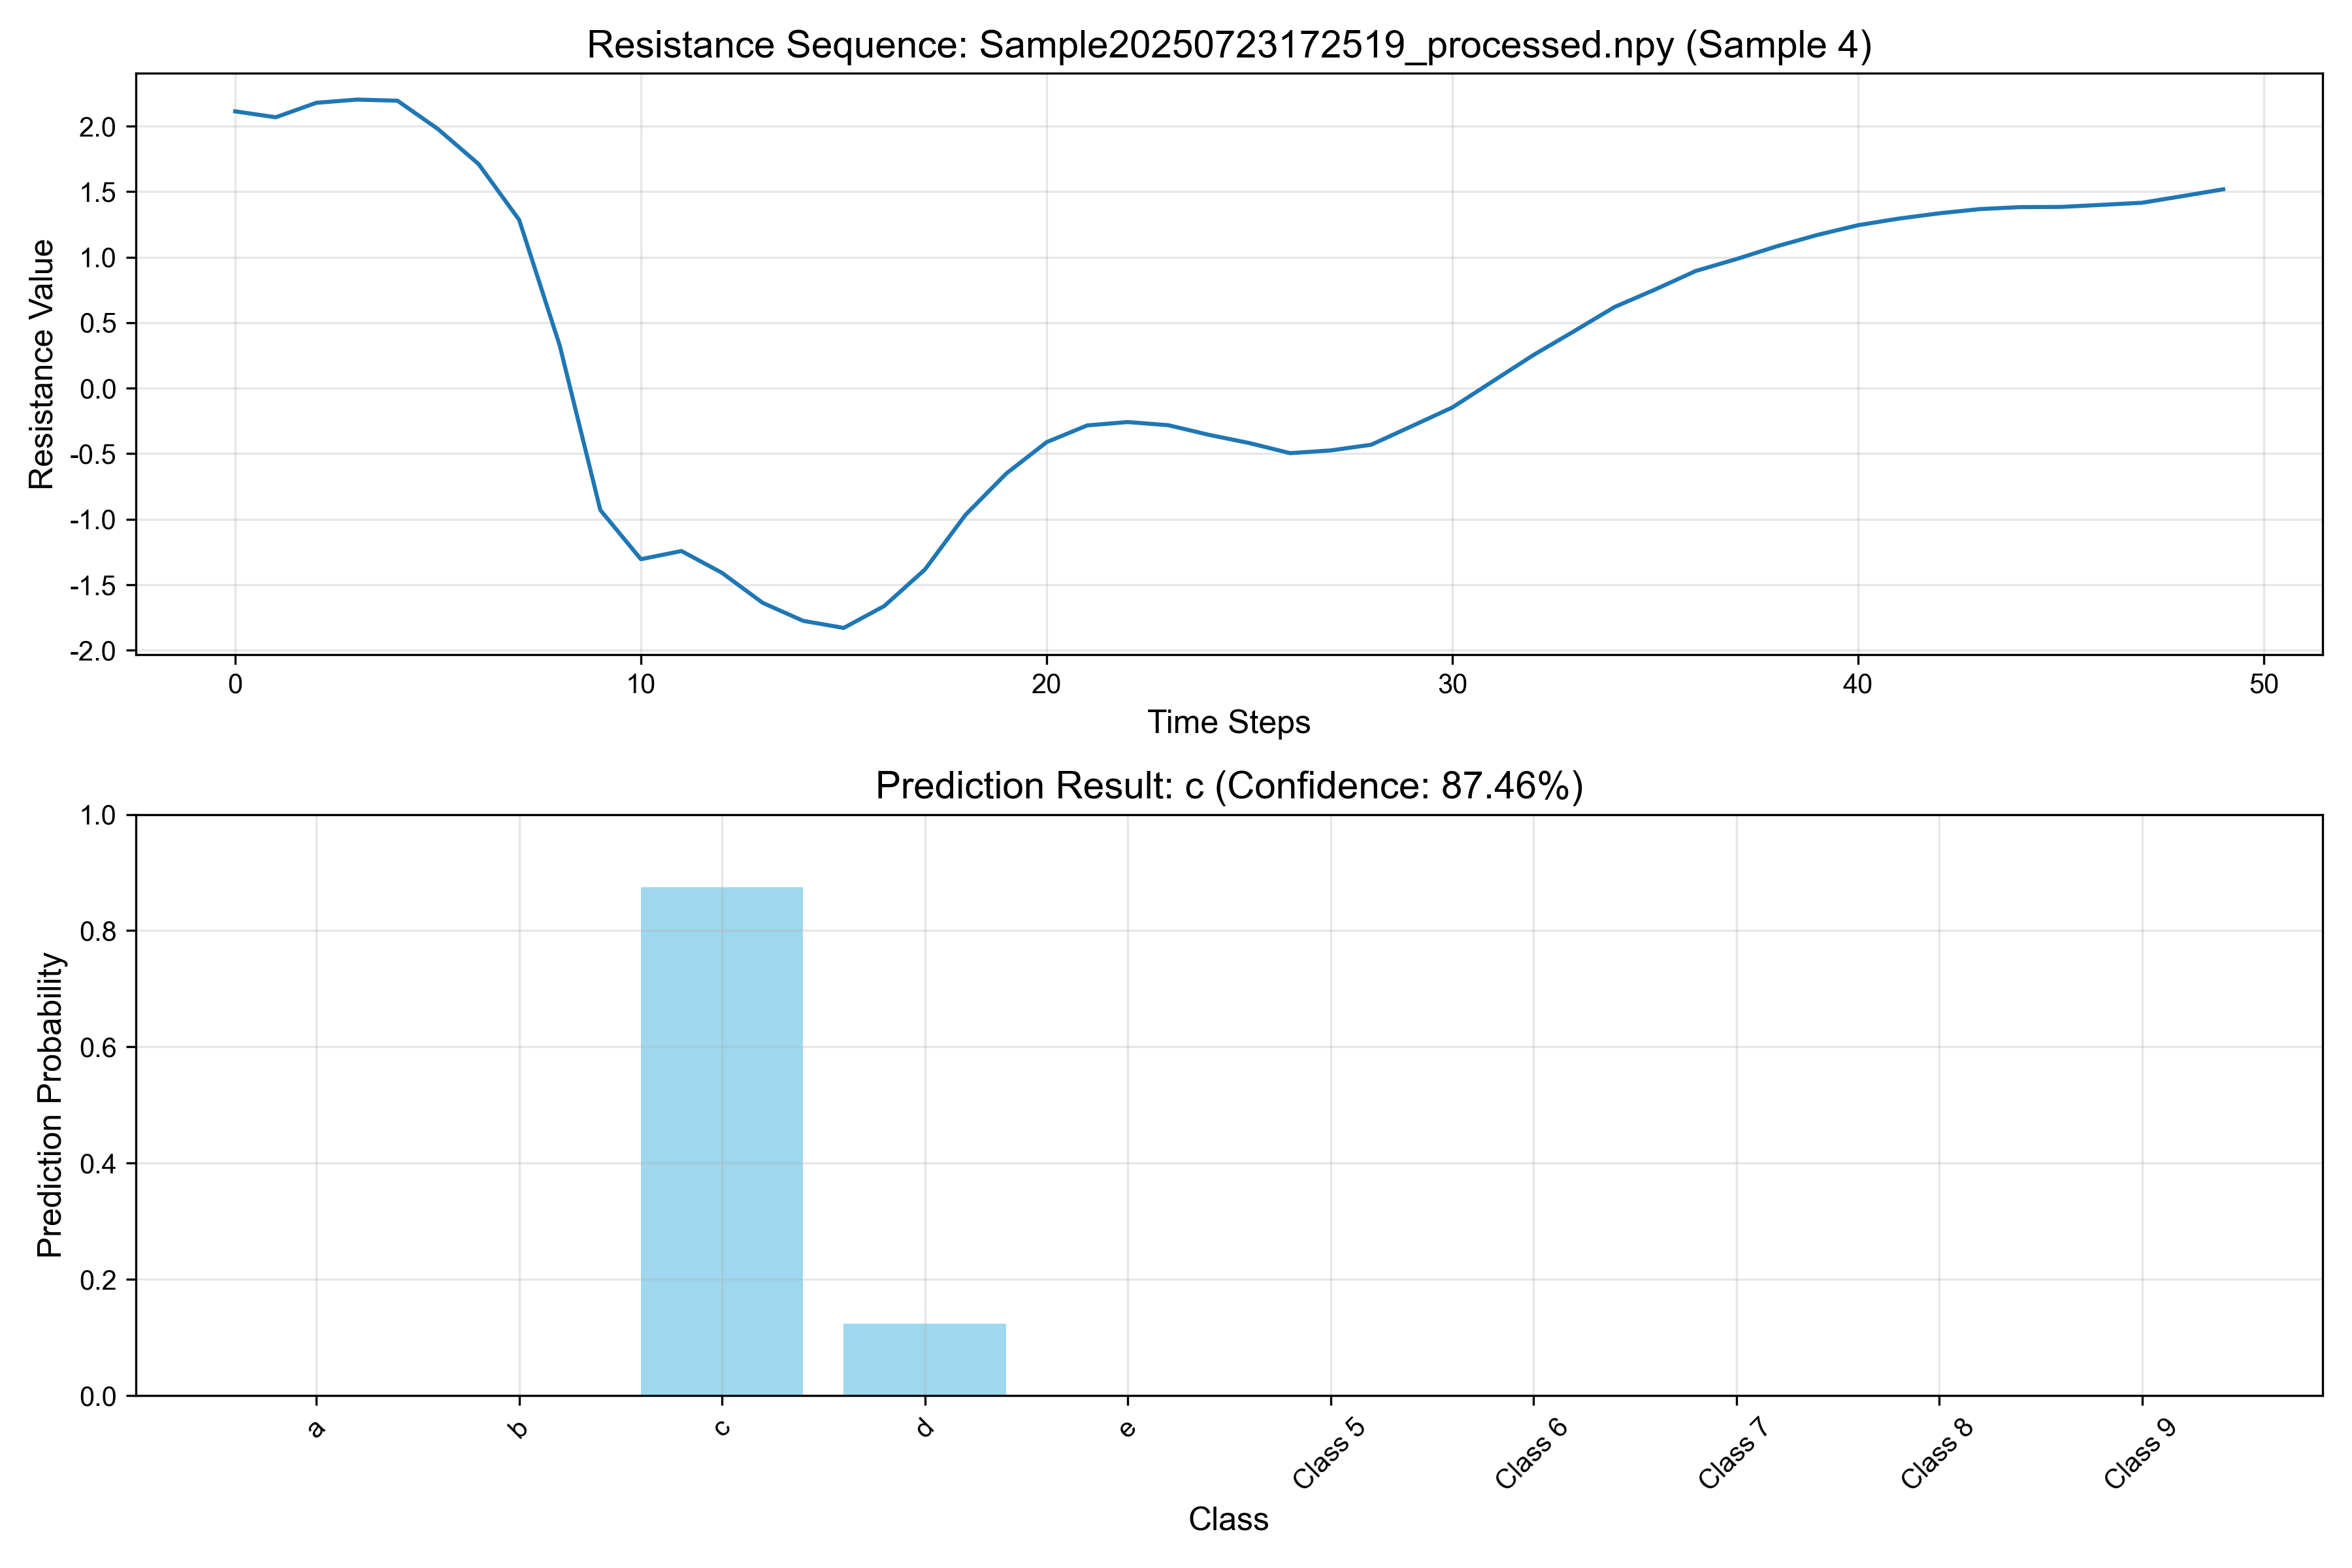 Resistance Sequence: Sample20250723172519_processed.npy (Sample 4)
Resistance Value
2.0
1.5
1.0
0.5
0.0
-0.5
-1.0
-1.5
-2.0
0 10 20 30 40 50
Time Steps
Prediction Result: c (Confidence: 87.46%)
Prediction Probability
1.0
0.8
0.6
0.4
0.2
0.0
a b c d e Class 5 Class 6 Class 7 Class 8 Class 9
Class